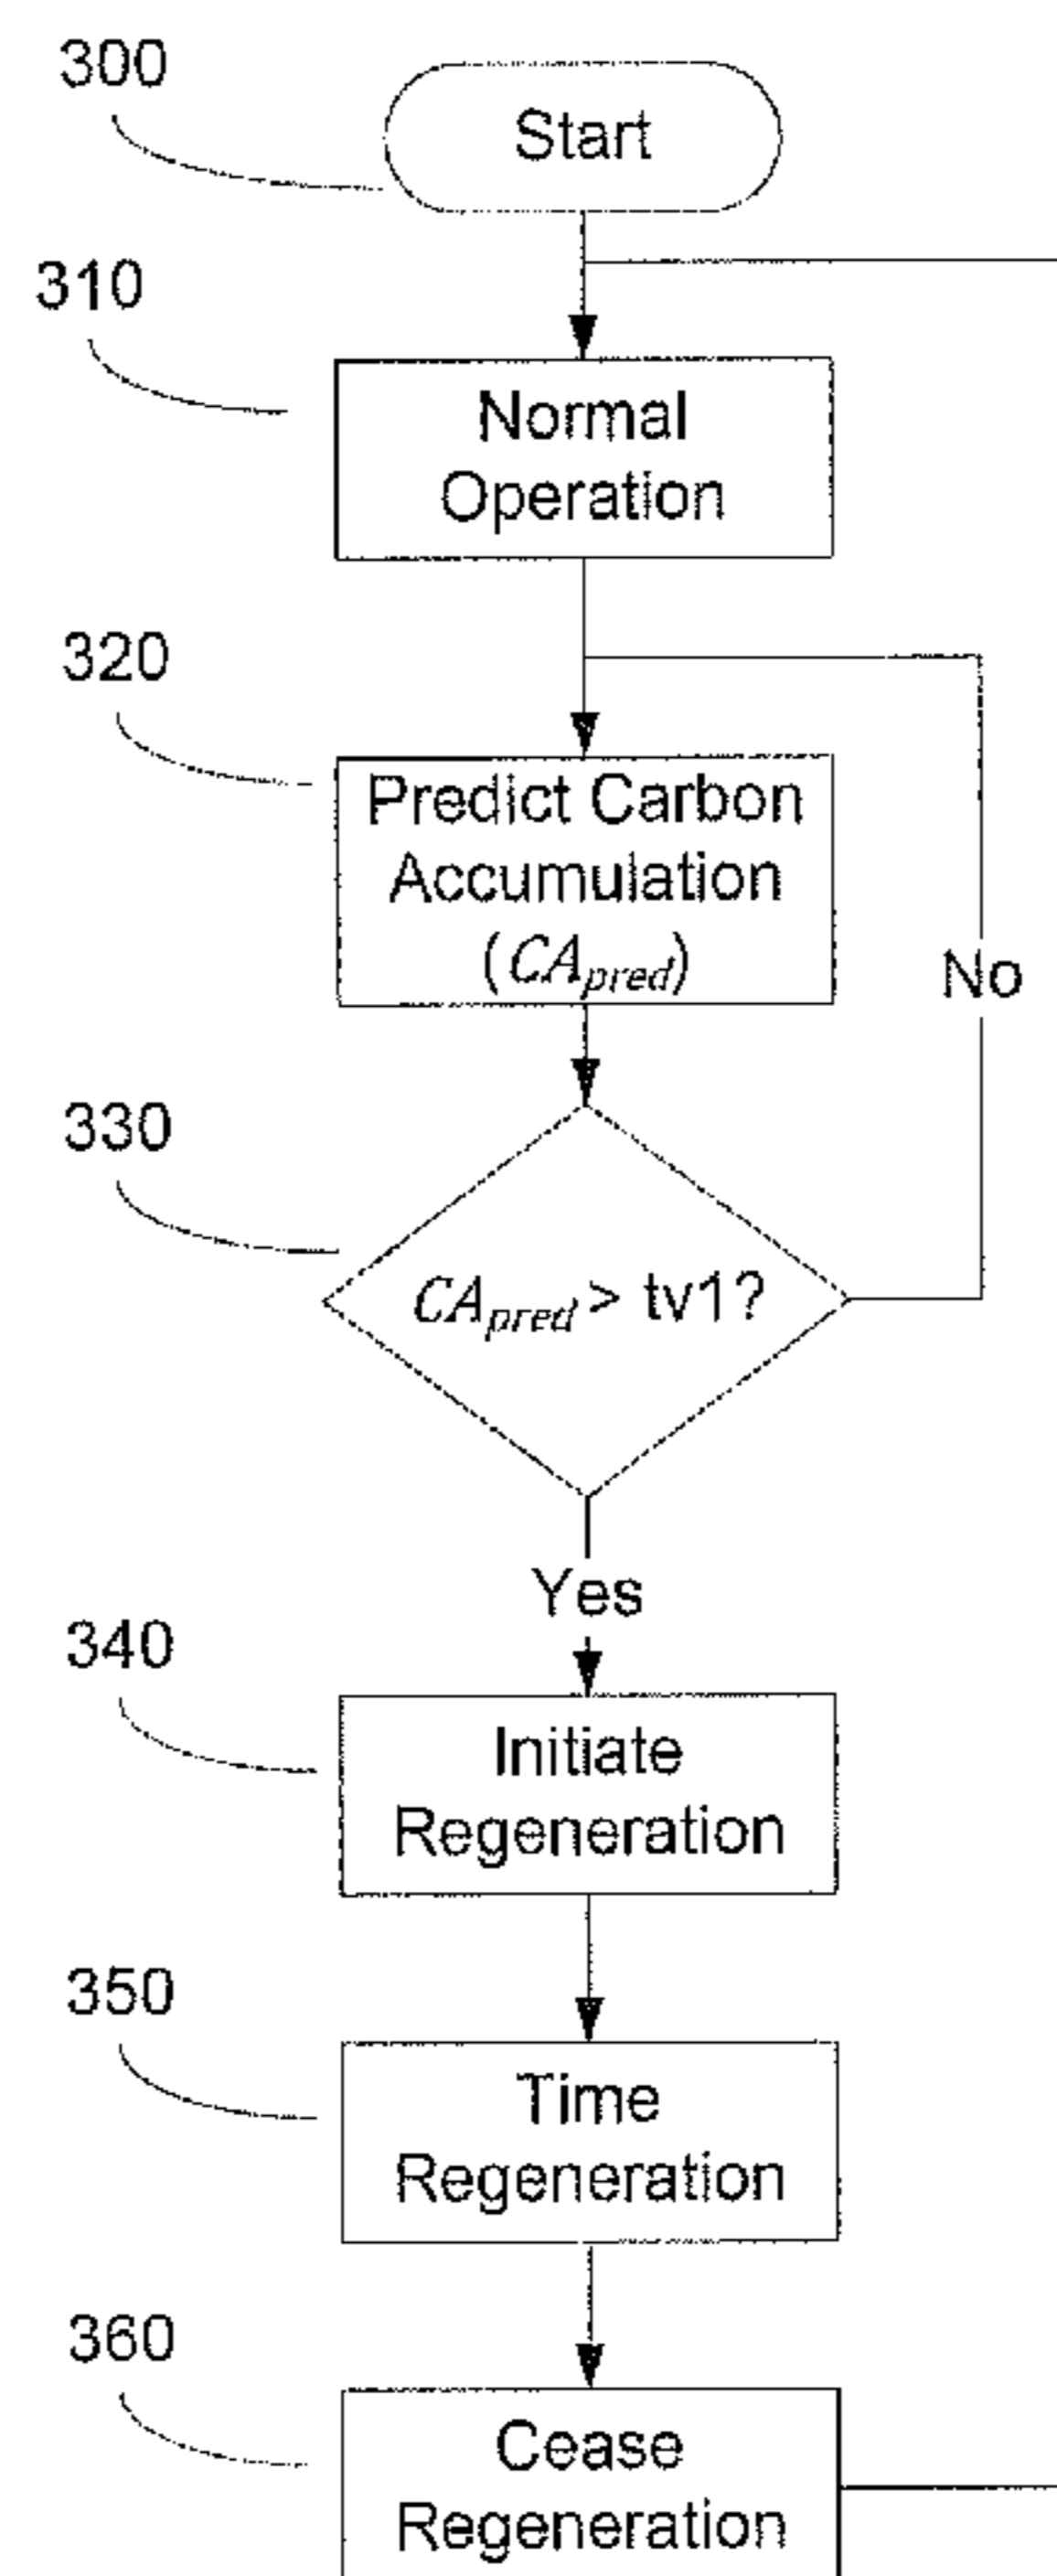 300
Start
310
Normal
Operation
320
Predict Carbon
Accumulation
(CApred)
No
330
CApred > tv1?
Yes
340
Initiate
Regeneration
350
Time
Regeneration
360
Cease
Regeneration